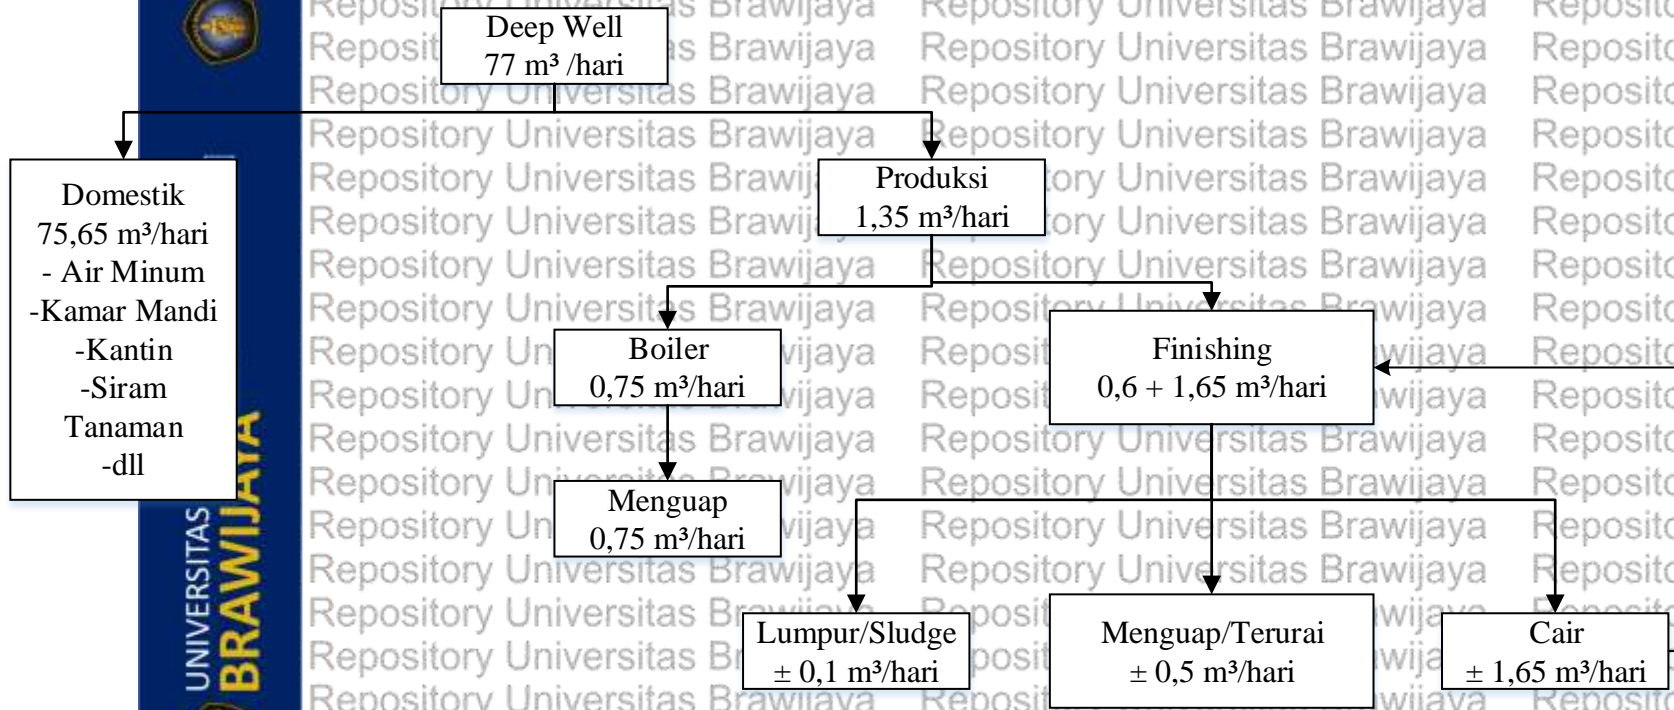 Deep Well
77 m³ /hari
Domestik
75,65 m³/hari
- Air Minum
-Kamar Mandi
-Kantin
-Siram
Tanaman
-dll
Produksi
1,35 m³/hari
Boiler
0,75 m³/hari
Menguap
0,75 m³/hari
Finishing
0,6 + 1,65 m³/hari
Lumpur/Sludge
± 0,1 m³/hari
Menguap/Terurai
± 0,5 m³/hari
Cair
± 1,65 m³/hari
UNIVERSITAS
BRAWIJAYA
Repository Universitas Brawijaya